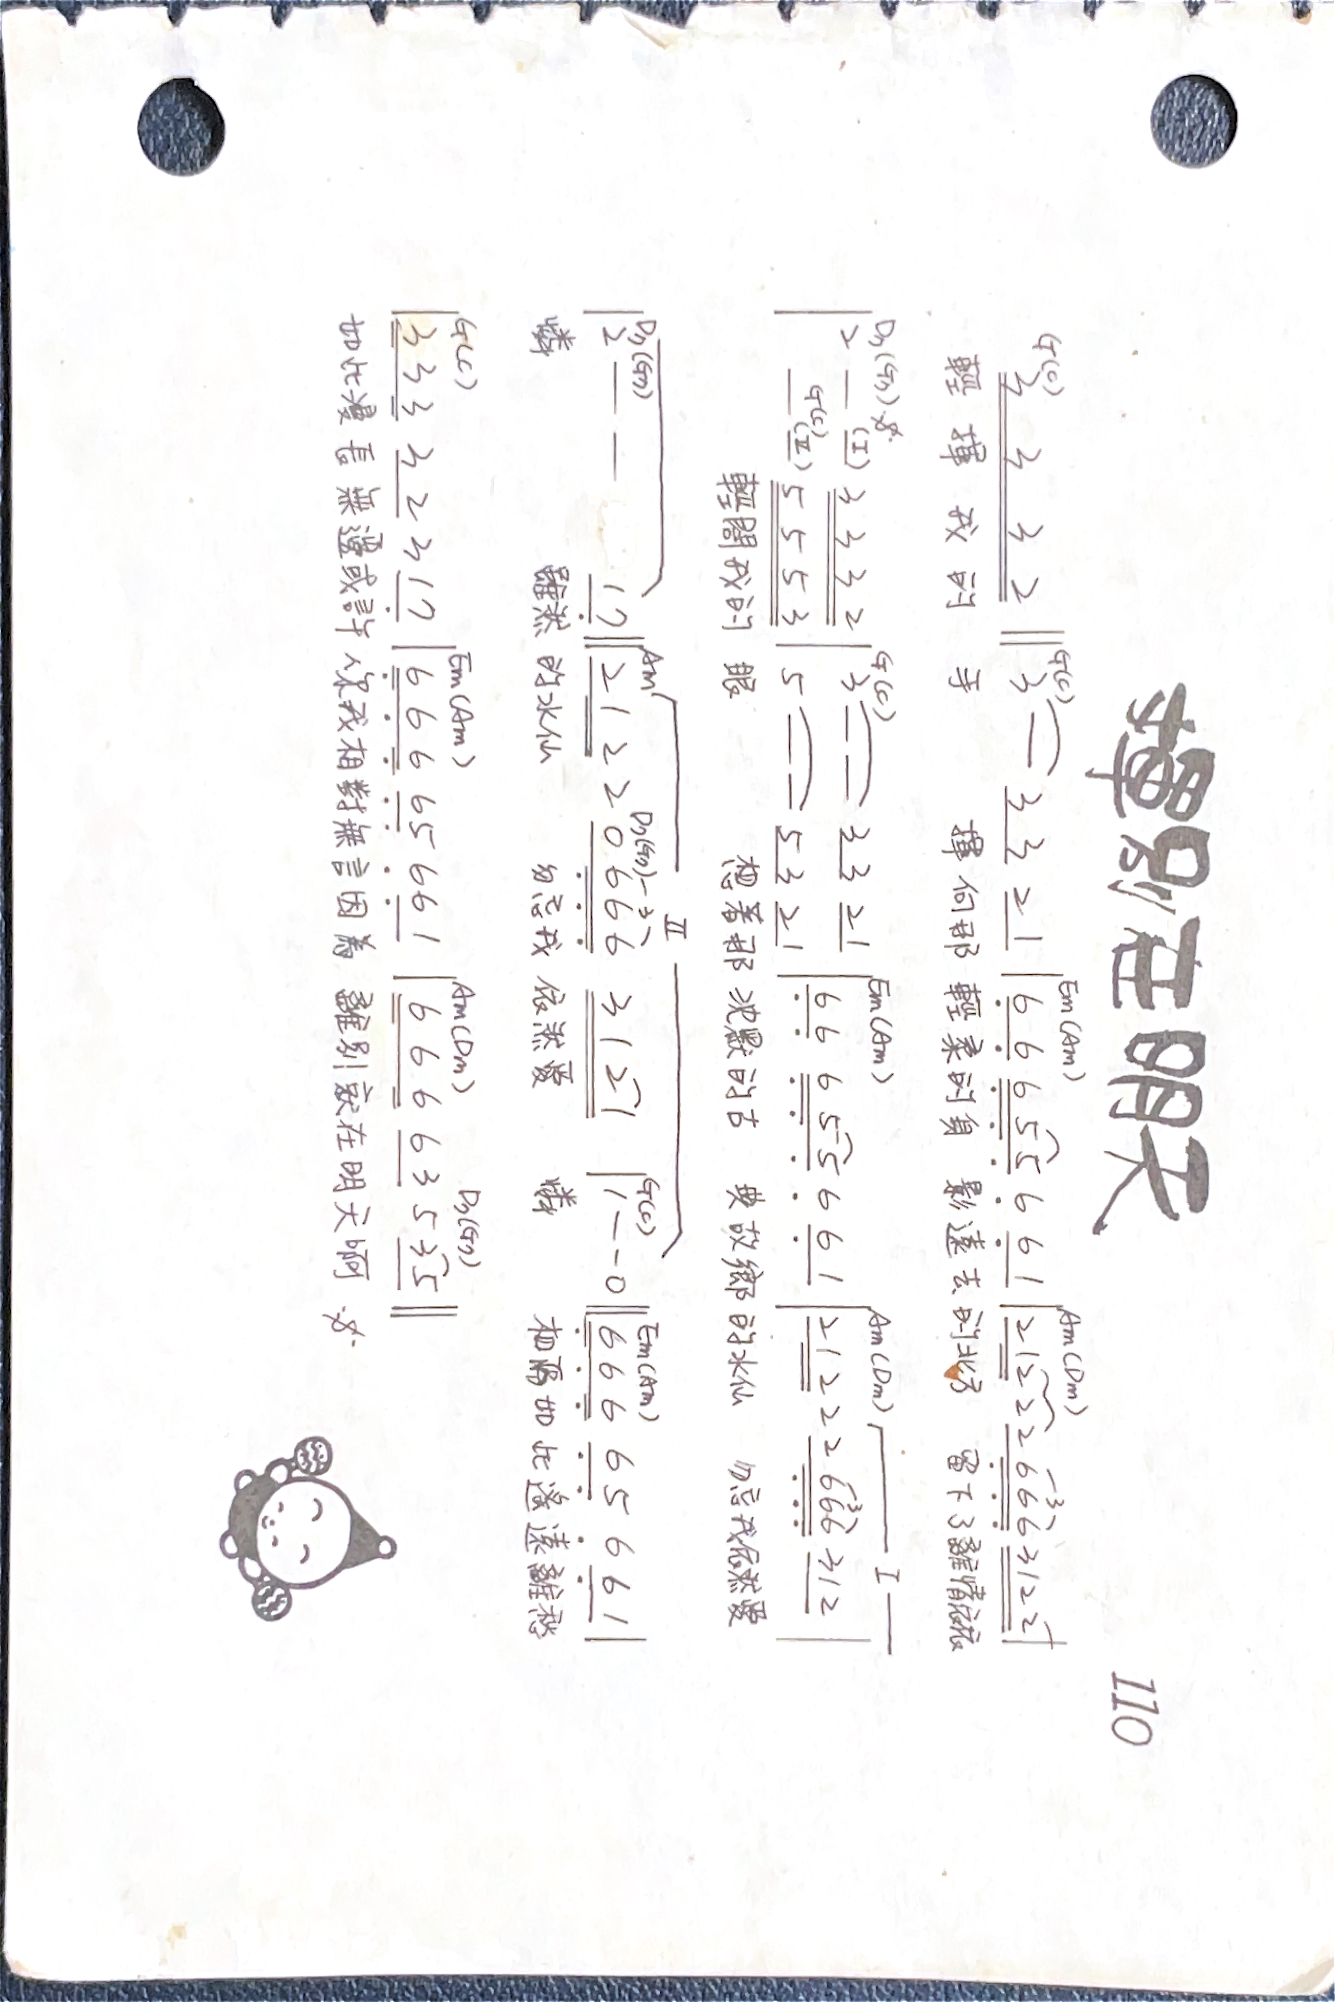 揮別在明天
110
G(C) G(C) Em(Am) Am(Dm)
3 3 3 2 3 — 3 3 2 1 6 6 6 5 5 6 6 1 2 1 2 2 2 3 6 6 6 3 1 2 2
輕揮我的手 揮向那輕柔的身影遠去的北方 留下了離情依依
D7(G7) G(C) Em(Am) Am(Dm) I
2 — — (I) 3 3 3 2 3 — — 3 3 2 1 6 6 6 5 5 6 6 1 2 1 2 2 2 3 6 6 6 3 1 2
G(C) — — (II) 5 5 5 3 5 — — 5 3 2 1
輕閤我的眼 想著那沈默的古典故鄉的水仙 勿忘我依然愛
D7(G7) Am II D7(G7) 3 G(C) Em(Am)
2 — — 1 7 2 1 2 2 0 6 6 6 3 1 2 1 1 — - 0 6 6 6 6 5 6 6 1
憐 雖然的水仙 勿忘我依然愛憐 相隔如此遙遠離愁
G(C) Em(Am) Am(Dm) D7(G7)
3 3 3 3 2 3 1 7 6 6 6 6 5 6 6 1 6 6 6 6 3 5 3 5
如此漫長無邊或許你我相對無言因為離別就在明天啊